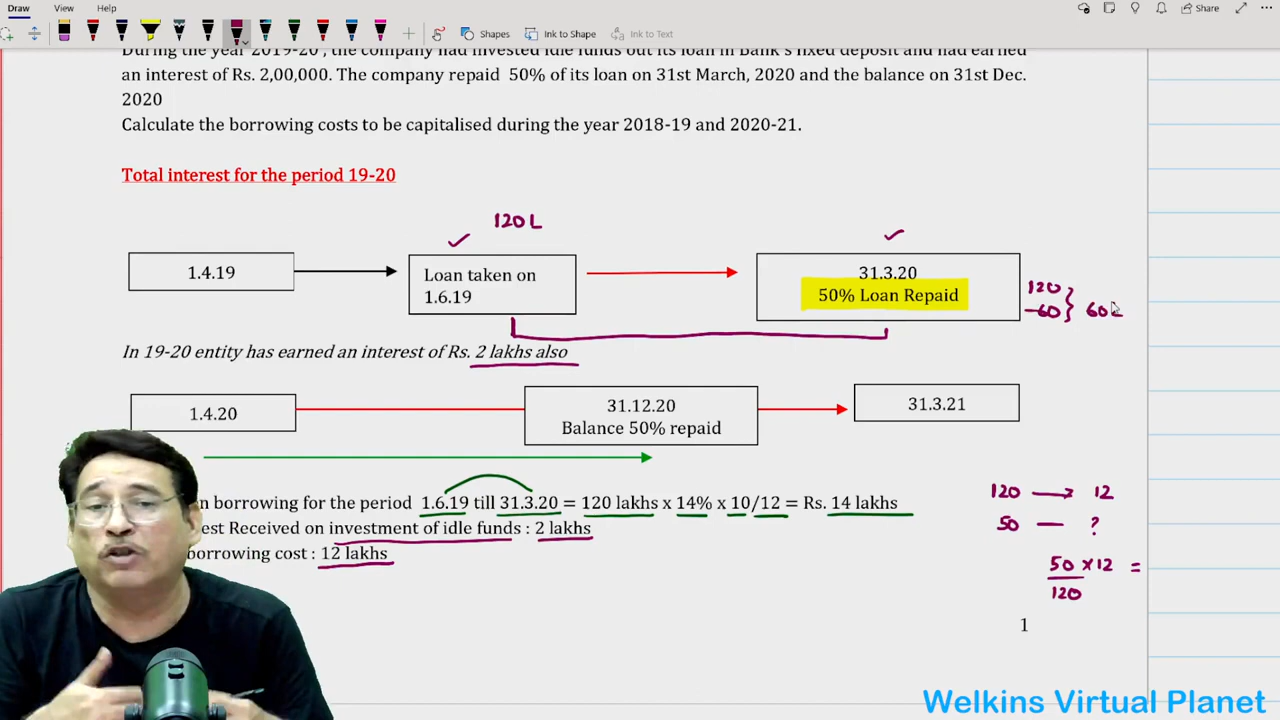 Draw View Help
Share
Shapes Ink to Shape Ink to Text
During the year 2019-20 , the company had invested idle funds out its loan in Bank's fixed deposit and had earned
an interest of Rs. 2,00,000. The company repaid 50% of its loan on 31st March, 2020 and the balance on 31st Dec.
2020
Calculate the borrowing costs to be capitalised during the year 2018-19 and 2020-21.
Total interest for the period 19-20
120 L
1.4.19
Loan taken on
1.6.19
31.3.20
50% Loan Repaid
120
-60
60L
In 19-20 entity has earned an interest of Rs. 2 lakhs also
1.4.20
31.12.20
Balance 50% repaid
31.3.21
n borrowing for the period 1.6.19 till 31.3.20 = 120 lakhs x 14% x 10/12 = Rs. 14 lakhs
est Received on investment of idle funds : 2 lakhs
borrowing cost : 12 lakhs
120 → 12
50 — ?
50 × 12 =
120
1
Welkins Virtual Planet